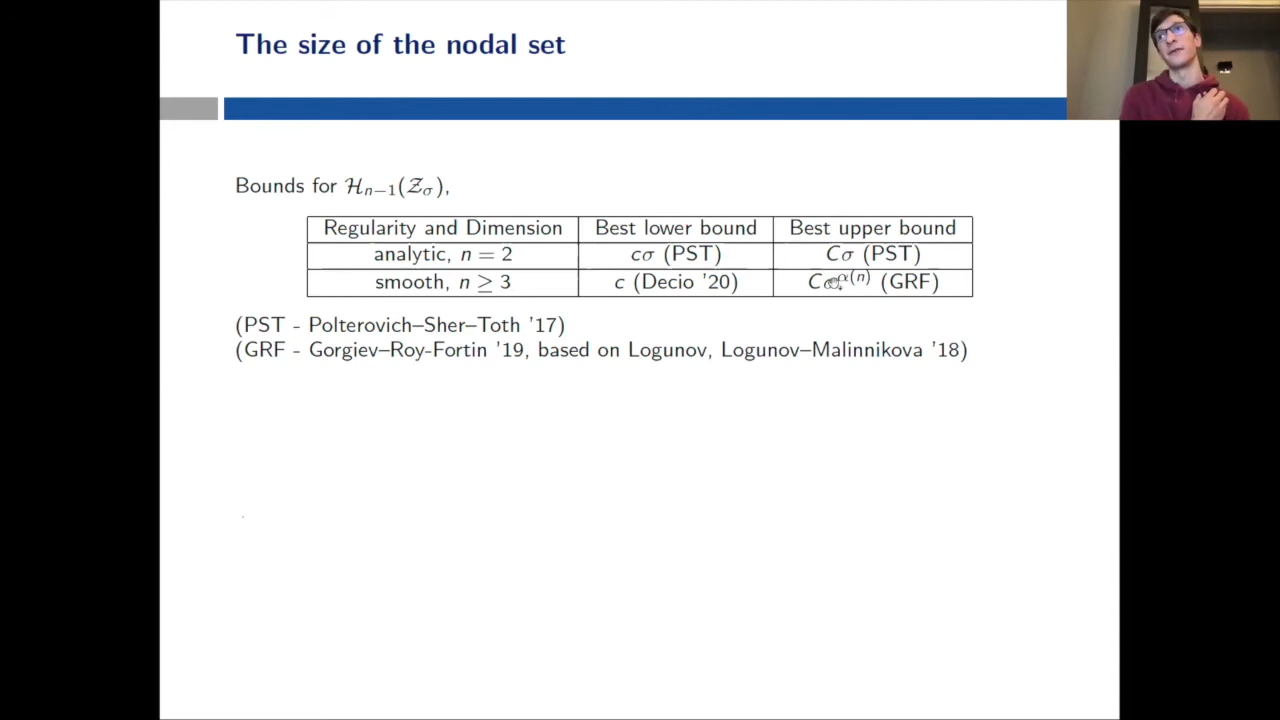 The size of the nodal set
Bounds for ℋₙ₋₁(𝒵_σ),
Regularity and Dimension Best lower bound Best upper bound
analytic, n = 2 cσ (PST) Cσ (PST)
smooth, n ≥ 3 c (Decio '20) Cσ^α(n) (GRF)
(PST - Polterovich–Sher–Toth '17)
(GRF - Gorgiev–Roy-Fortin '19, based on Logunov, Logunov–Malinnikova '18)